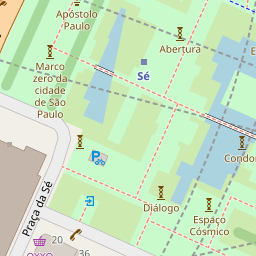 Apóstolo
Paulo
Abertura
Marco
zero da
cidade
de São
Paulo
Sé
Praça da Sé
Diálogo
Espaço
Cósmico
20
36
OXXO